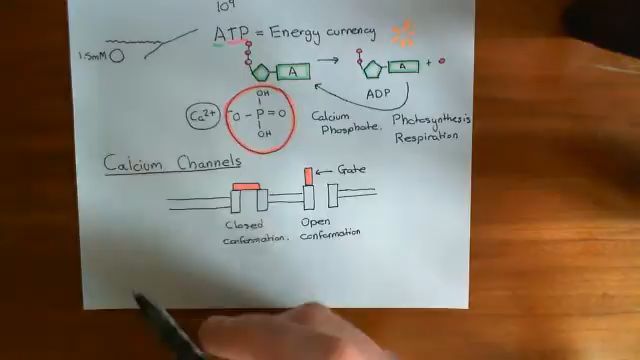 10⁴
ATP = Energy currency
1.5mM
A
A
+
ADP
Ca²⁺
OH
⁻O - P = O
OH
Calcium
Phosphate.
Photosynthesis
Respiration
Calcium Channels
Gate
Closed
conformation.
Open
conformation